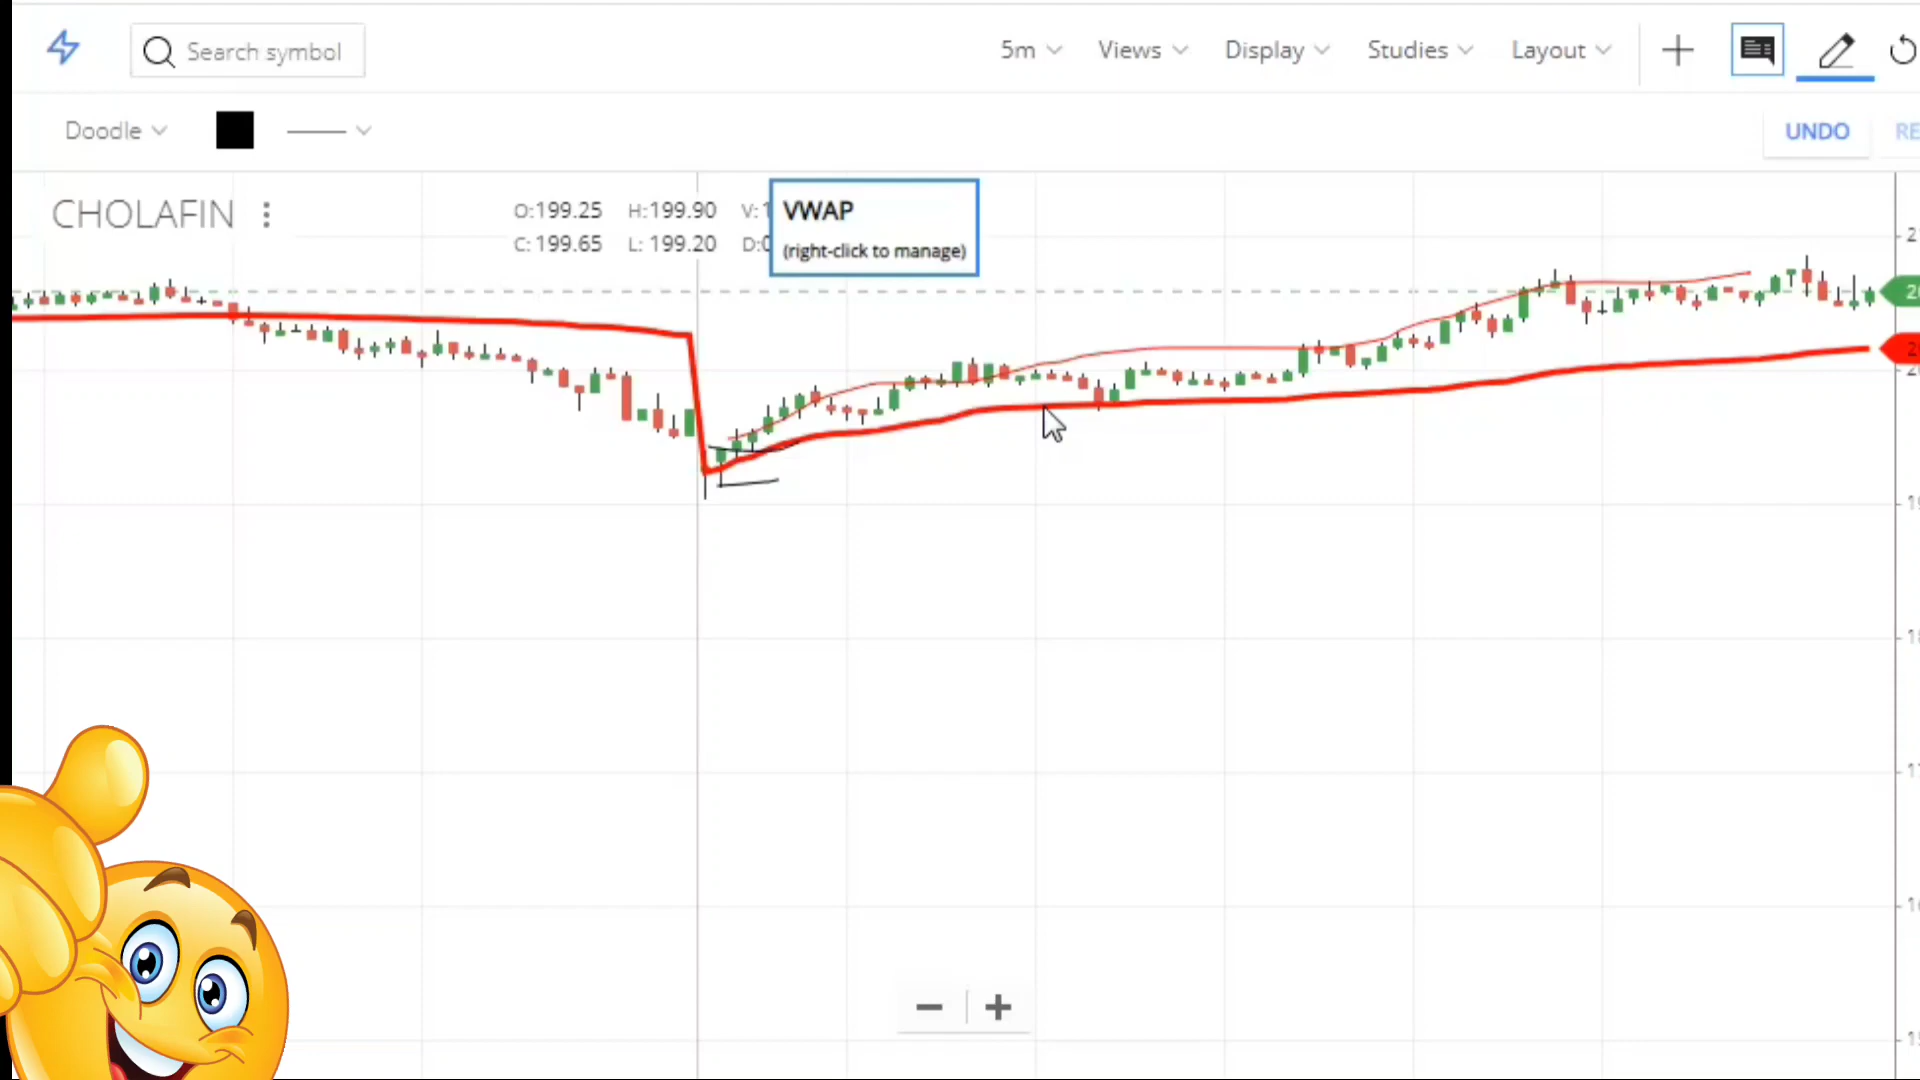 Search symbol
5m
Views
Display
Studies
Layout
Doodle
UNDO
CHOLAFIN
O:199.25 H:199.90
C:199.65 L: 199.20
VWAP
(right-click to manage)